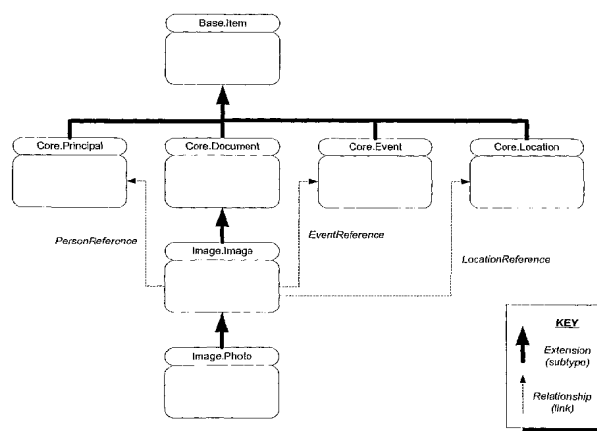 Base.Item
Core.Principal
Core.Document
Core.Event
Core.Location
PersonReference
Image.Image
EventReference
LocationReference
Image.Photo
KEY
Extension
(subtype)
Relationship
(link)